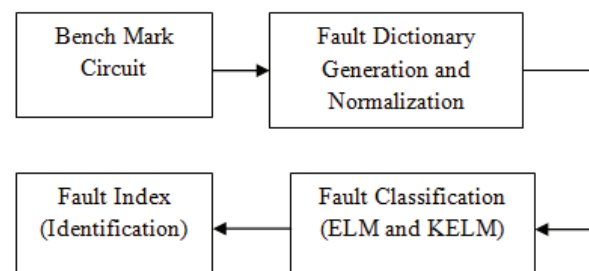 Bench Mark
Circuit
Fault Dictionary
Generation and
Normalization
Fault Index
(Identification)
Fault Classification
(ELM and KELM)